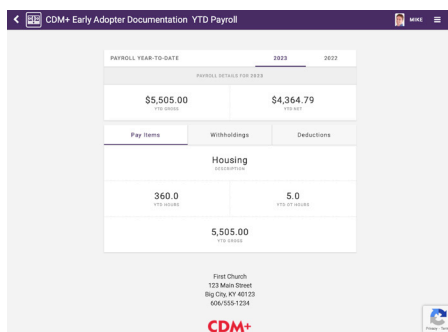 CDM+ Early Adopter Documentation YTD Payroll
MIKE
PAYROLL YEAR-TO-DATE
2023
2022
PAYROLL DETAILS FOR 2023
$5,505.00
YTD GROSS
$4,364.79
YTD NET
Pay Items
Withholdings
Deductions
Housing
DESCRIPTION
360.0
YTD HOURS
5.0
YTD OT HOURS
5,505.00
YTD GROSS
First Church
123 Main Street
Big City, KY 40123
606/555-1234
CDM+